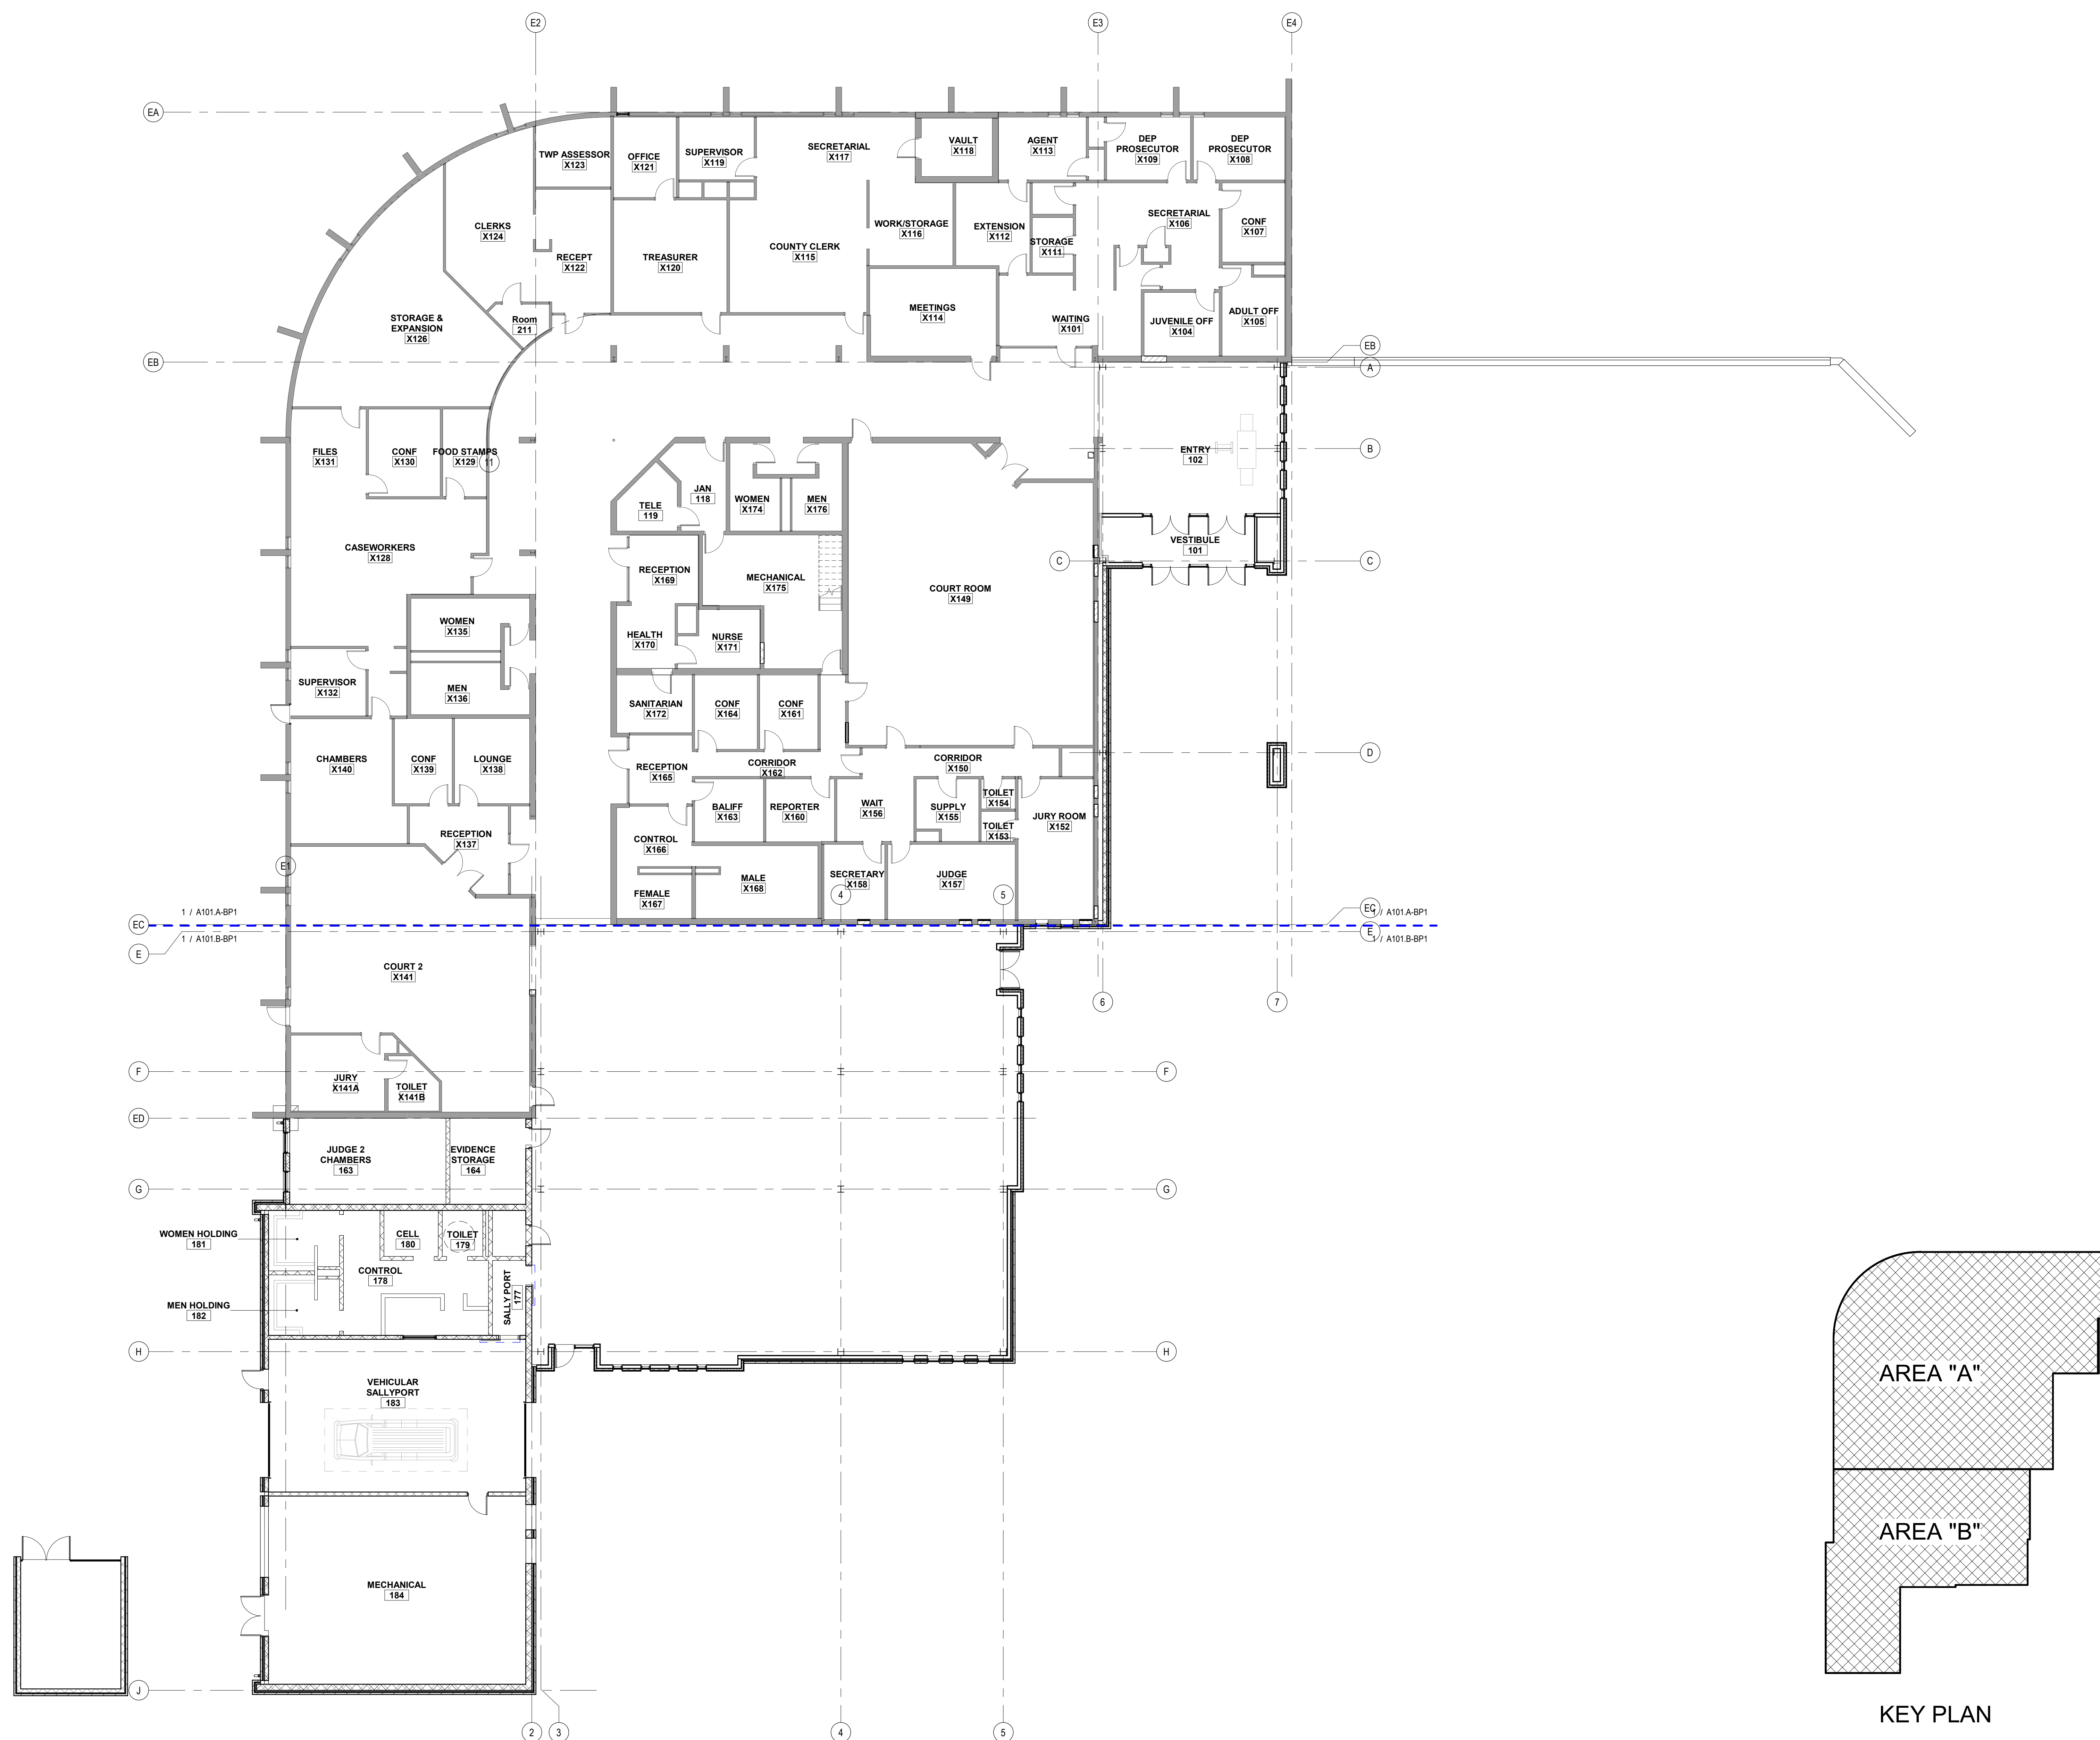 E2
E3
E4
EA
TWP ASSESSOR
X123
OFFICE
X121
SUPERVISOR
X119
SECRETARIAL
X117
VAULT
X118
AGENT
X113
DEP
PROSECUTOR
X109
DEP
PROSECUTOR
X108
CLERKS
X124
RECEPT
X122
TREASURER
X120
COUNTY CLERK
X115
WORK/STORAGE
X116
EXTENSION
X112
STORAGE
X111
SECRETARIAL
X106
CONF
X107
STORAGE &
EXPANSION
X126
Room
211
MEETINGS
X114
WAITING
X101
JUVENILE OFF
X104
ADULT OFF
X105
EB
EB
A
FILES
X131
CONF
X130
FOOD STAMPS
X129
11
TELE
119
JAN
118
WOMEN
X174
MEN
X176
ENTRY
102
B
CASEWORKERS
X128
RECEPTION
X169
MECHANICAL
X175
COURT ROOM
X149
VESTIBULE
101
C
C
WOMEN
X135
HEALTH
X170
NURSE
X171
SUPERVISOR
X132
MEN
X136
SANITARIAN
X172
CONF
X164
CONF
X161
CHAMBERS
X140
CONF
X139
LOUNGE
X138
RECEPTION
X165
CORRIDOR
X162
CORRIDOR
X150
D
RECEPTION
X137
BALIFF
X163
REPORTER
X160
WAIT
X156
SUPPLY
X155
TOILET
X154
TOILET
X153
JURY ROOM
X152
E1
CONTROL
X166
FEMALE
X167
MALE
X168
SECRETARY
X158
JUDGE
X157
4
5
EC
1 / A101.A-BP1
EC
1 / A101.A-BP1
E
1 / A101.B-BP1
E
1 / A101.B-BP1
COURT 2
X141
6
7
F
JURY
X141A
TOILET
X141B
F
ED
JUDGE 2
CHAMBERS
163
EVIDENCE
STORAGE
164
G
G
WOMEN HOLDING
181
CELL
180
TOILET
179
CONTROL
178
SALLY PORT
177
MEN HOLDING
182
H
H
VEHICULAR
SALLYPORT
183
MECHANICAL
184
J
2
3
4
5
AREA "A"
AREA "B"
KEY PLAN